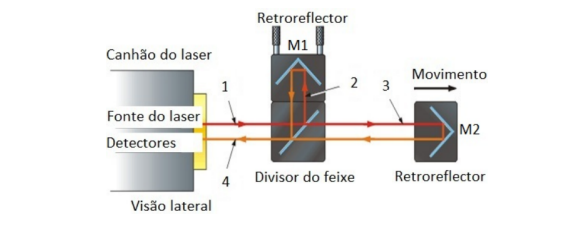 Retroreflector
M1
Canhão do laser
Movimento
1
2
3
Fonte do laser
Detectores
M2
4
Divisor do feixe
Retroreflector
Visão lateral